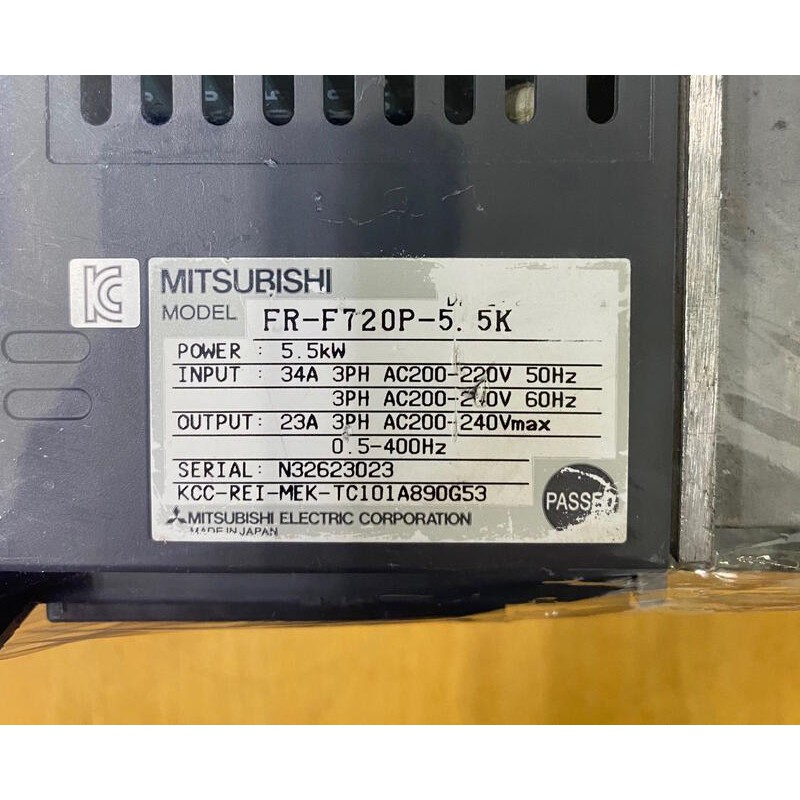 MITSUBISHI
MODEL FR-F720P-5.5K
POWER : 5.5kW
INPUT : 34A 3PH AC200-220V 50Hz
3PH AC200-240V 60Hz
OUTPUT: 23A 3PH AC200-240Vmax
0.5-400Hz
SERIAL: N32623023
KCC-REI-MEK-TC101A890G53
PASSED
MITSUBISHI ELECTRIC CORPORATION
MADE IN JAPAN